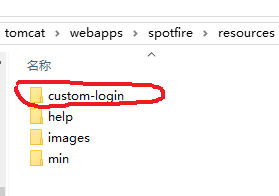 tomcat > webapps > spotfire > resources
名称
custom-login
help
images
min